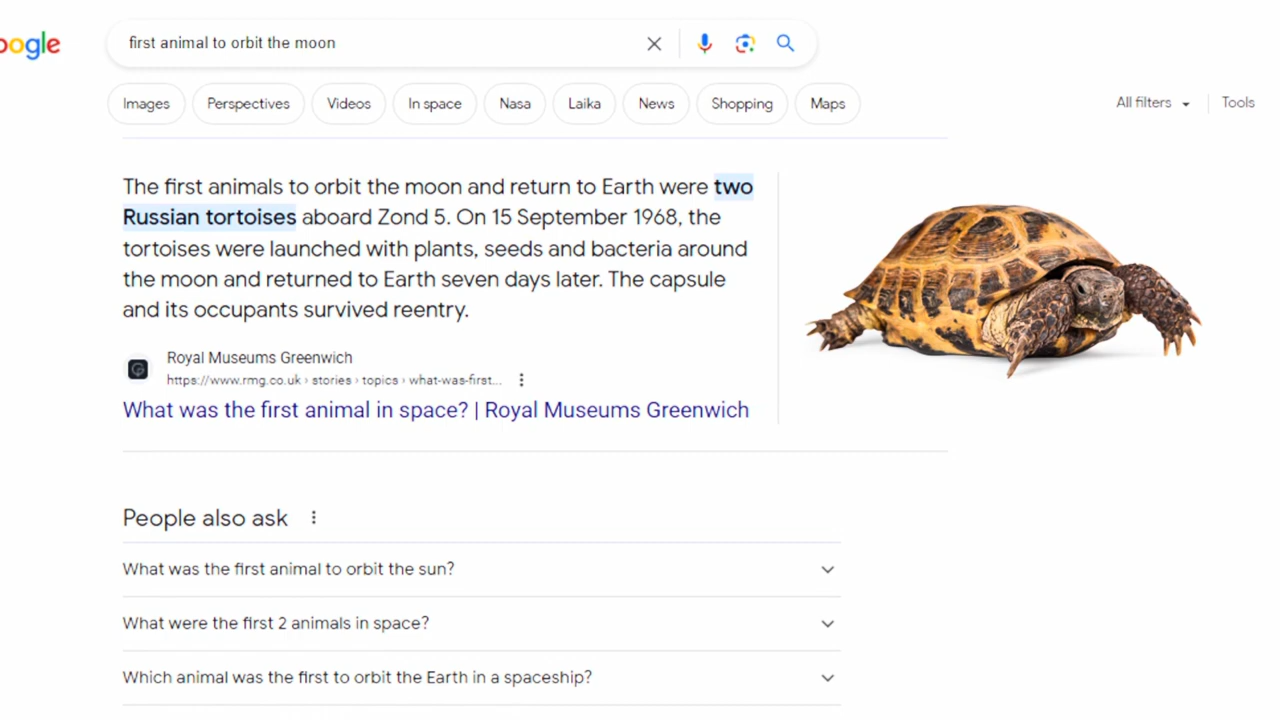 oogle
first animal to orbit the moon
Images Perspectives Videos In space Nasa Laika News Shopping Maps All filters Tools
The first animals to orbit the moon and return to Earth were two
Russian tortoises aboard Zond 5. On 15 September 1968, the
tortoises were launched with plants, seeds and bacteria around
the moon and returned to Earth seven days later. The capsule
and its occupants survived reentry.
Royal Museums Greenwich
https://www.rmg.co.uk › stories › topics › what-was-first...
What was the first animal in space? | Royal Museums Greenwich
People also ask
What was the first animal to orbit the sun?
What were the first 2 animals in space?
Which animal was the first to orbit the Earth in a spaceship?